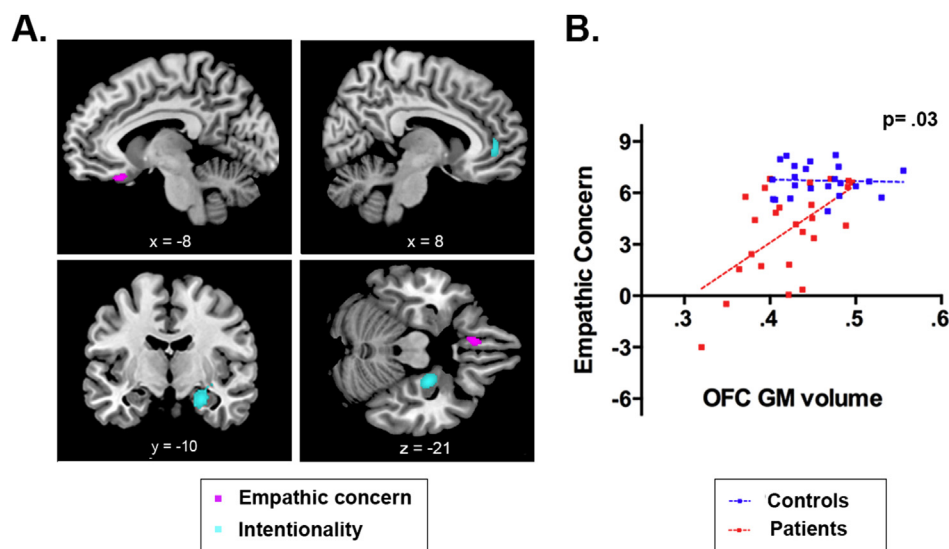 A.
x = -8
x = 8
y = -10
z = -21
Empathic concern
Intentionality
B.
p= .03
Empathic Concern
9
6
3
0
-3
-6
.3
.4
.5
.6
OFC GM volume
Controls
Patients